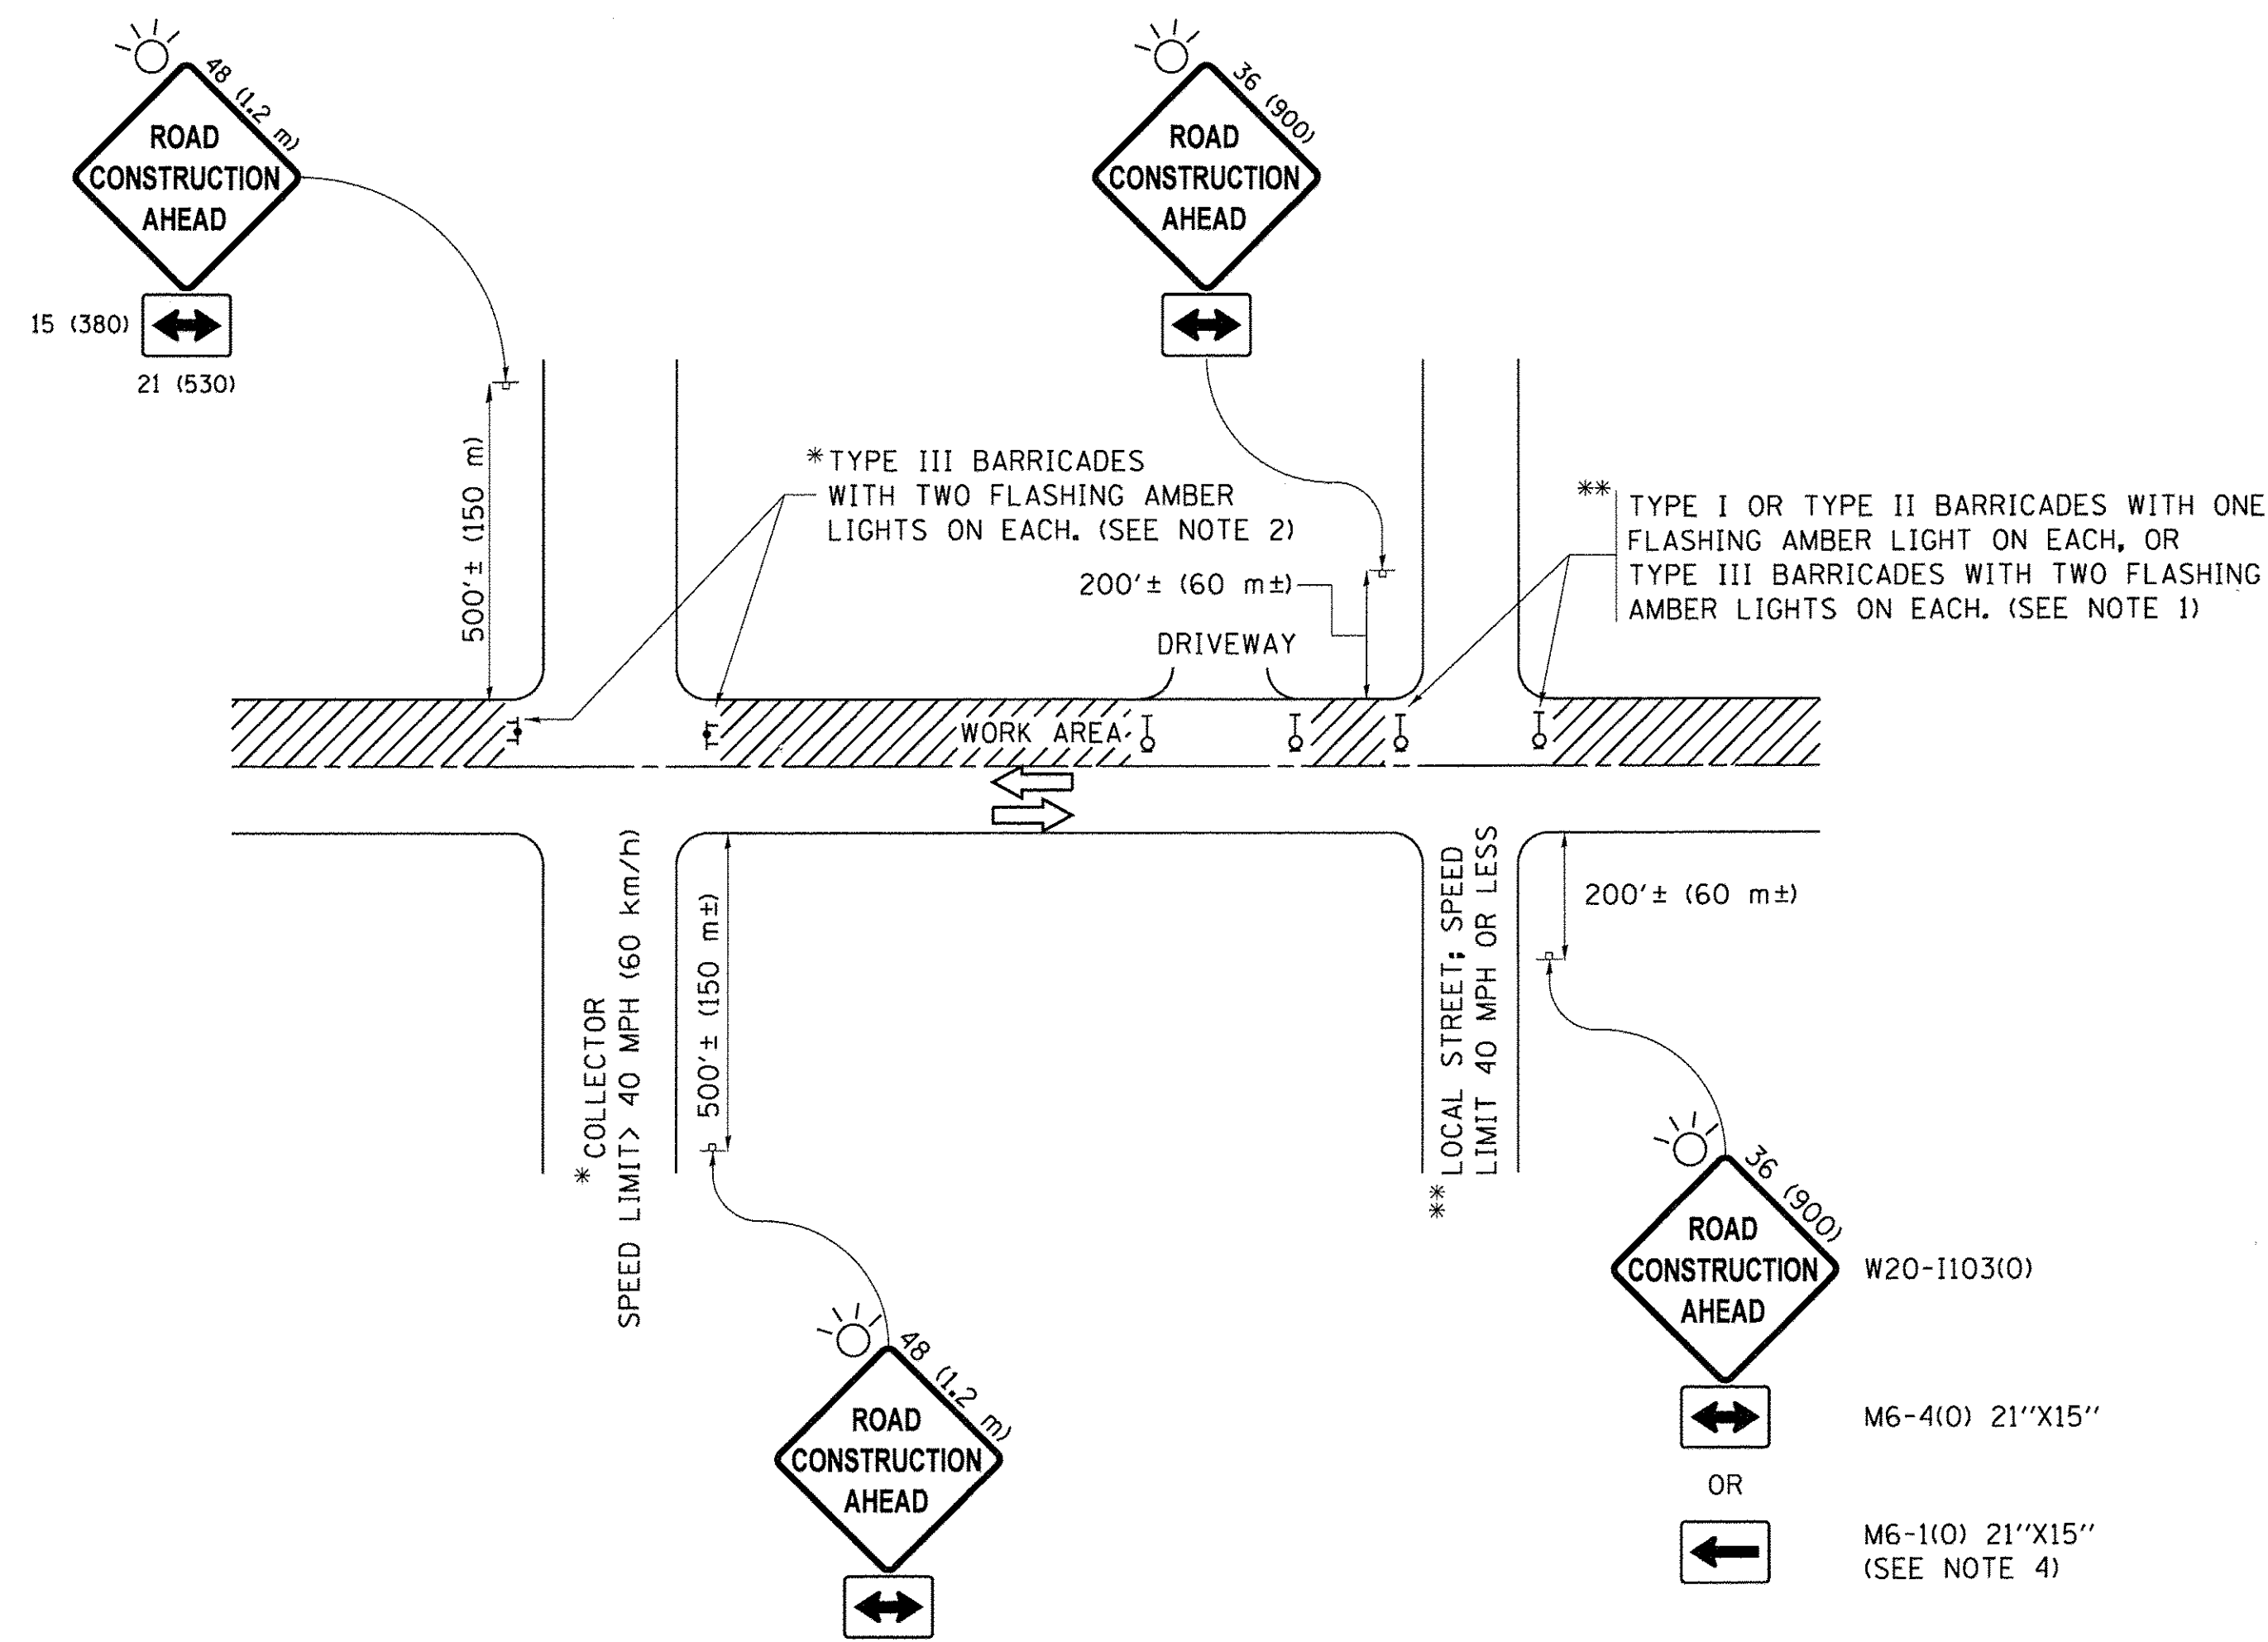 48 (1.2 m)
ROAD
CONSTRUCTION
AHEAD
15 (380)
21 (530)
36 (900)
ROAD
CONSTRUCTION
AHEAD
500'± (150 m)
*TYPE III BARRICADES
WITH TWO FLASHING AMBER
LIGHTS ON EACH. (SEE NOTE 2)
200'± (60 m±)
DRIVEWAY
** TYPE I OR TYPE II BARRICADES WITH ONE
FLASHING AMBER LIGHT ON EACH, OR
TYPE III BARRICADES WITH TWO FLASHING
AMBER LIGHTS ON EACH. (SEE NOTE 1)
WORK AREA
*COLLECTOR
SPEED LIMIT> 40 MPH (60 km/h)
500'± (150 m±)
**LOCAL STREET; SPEED
LIMIT 40 MPH OR LESS
200'± (60 m±)
48 (1.2 m)
ROAD
CONSTRUCTION
AHEAD
36 (900)
ROAD
CONSTRUCTION
AHEAD
W20-I103(O)
M6-4(O) 21''X15''
OR
M6-1(O) 21''X15''
(SEE NOTE 4)